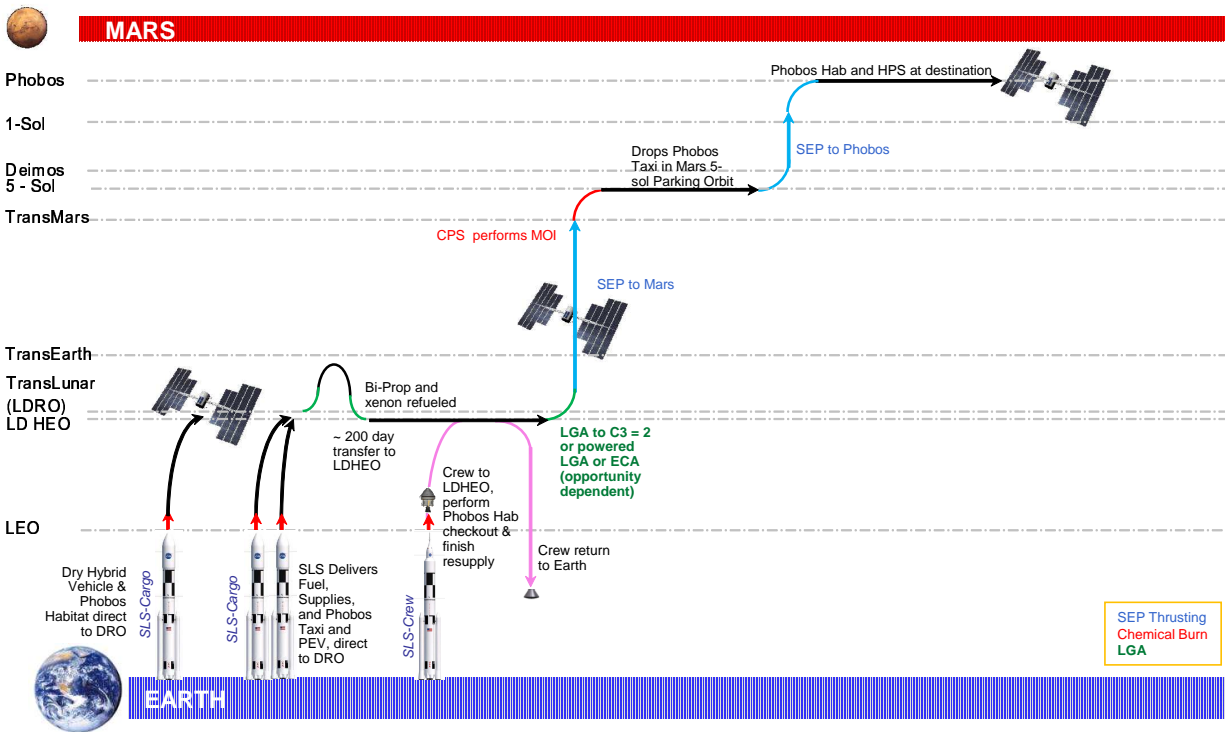 MARS
Phobos
Phobos Hab and HPS at destination
1-Sol
SEP to Phobos
Drops Phobos
Taxi in Mars 5-
sol Parking Orbit
Deimos
5 - Sol
TransMars
CPS performs MOI
SEP to Mars
TransEarth
TransLunar
(LDRO)
LD HEO
Bi-Prop and
xenon refueled
~ 200 day
transfer to
LDHEO
LGA to C3 = 2
or powered
LGA or ECA
(opportunity
dependent)
Crew to
LDHEO,
perform
Phobos Hab
checkout &
finish
resupply
LEO
Crew return
to Earth
Dry Hybrid
Vehicle &
Phobos
Habitat direct
to DRO
SLS-Cargo
SLS-Cargo
SLS Delivers
Fuel,
Supplies,
and Phobos
Taxi and
PEV, direct
to DRO
SLS-Crew
SEP Thrusting
Chemical Burn
LGA
EARTH